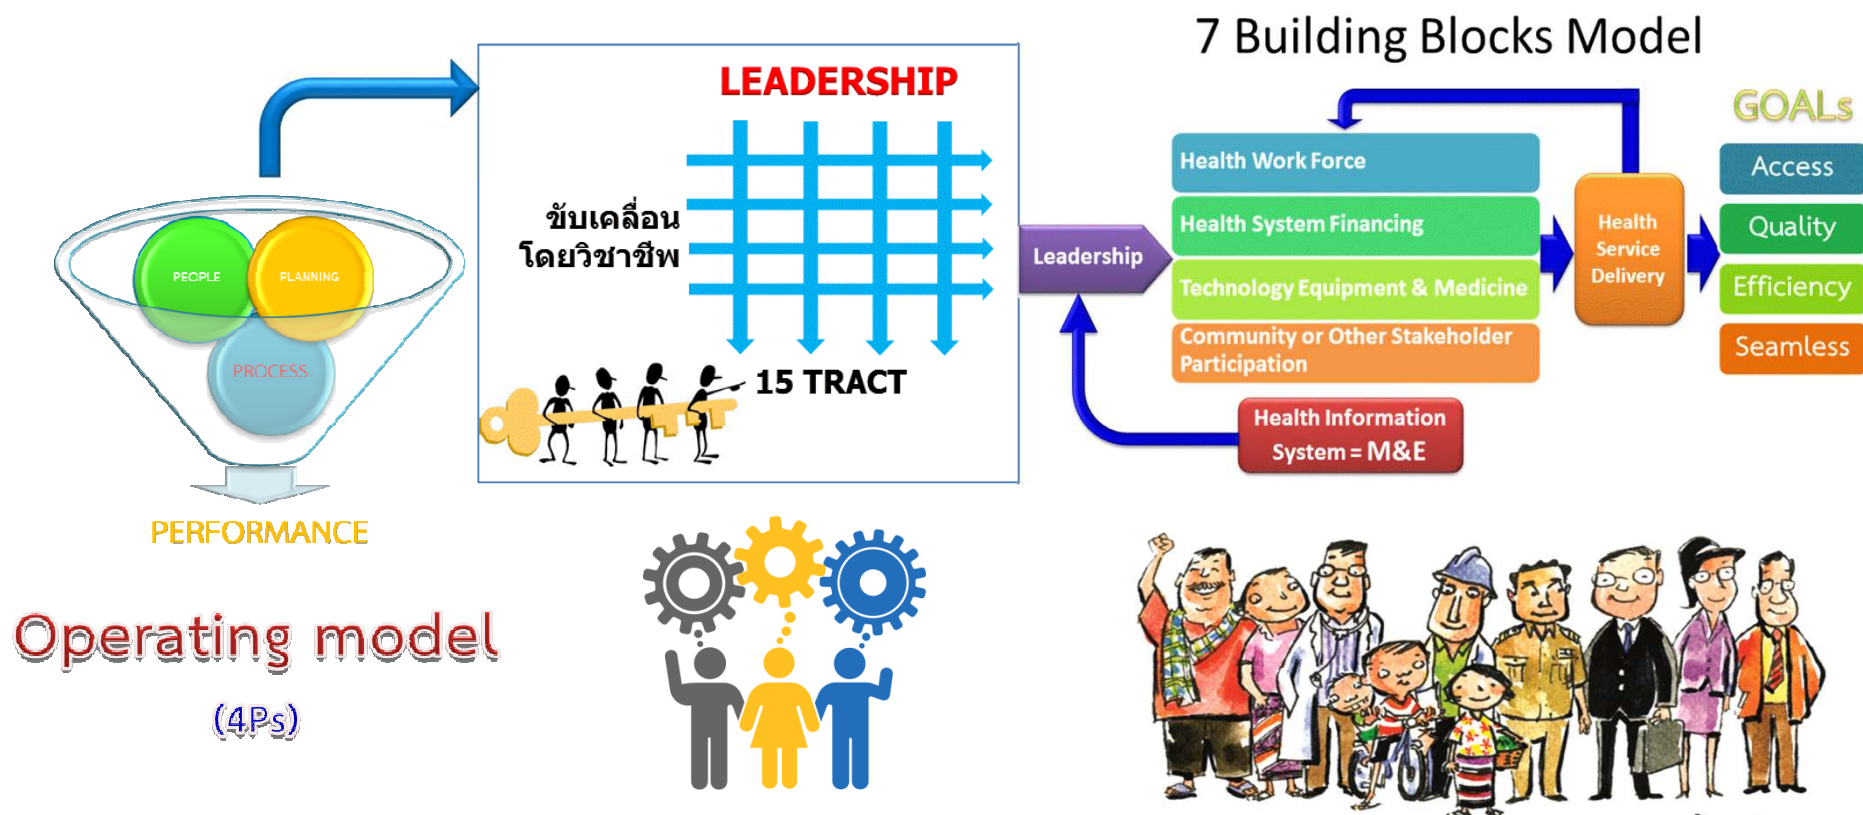 PEOPLE
PLANNING
PROCESS
PERFORMANCE
Operating model
(4Ps)
LEADERSHIP
ขับเคลื่อน
โดยวิชาชีพ
15 TRACT
7 Building Blocks Model
Leadership
Health Work Force
Health System Financing
Technology Equipment & Medicine
Community or Other Stakeholder
Participation
Health Information
System = M&E
Health
Service
Delivery
GOALs
Access
Quality
Efficiency
Seamless